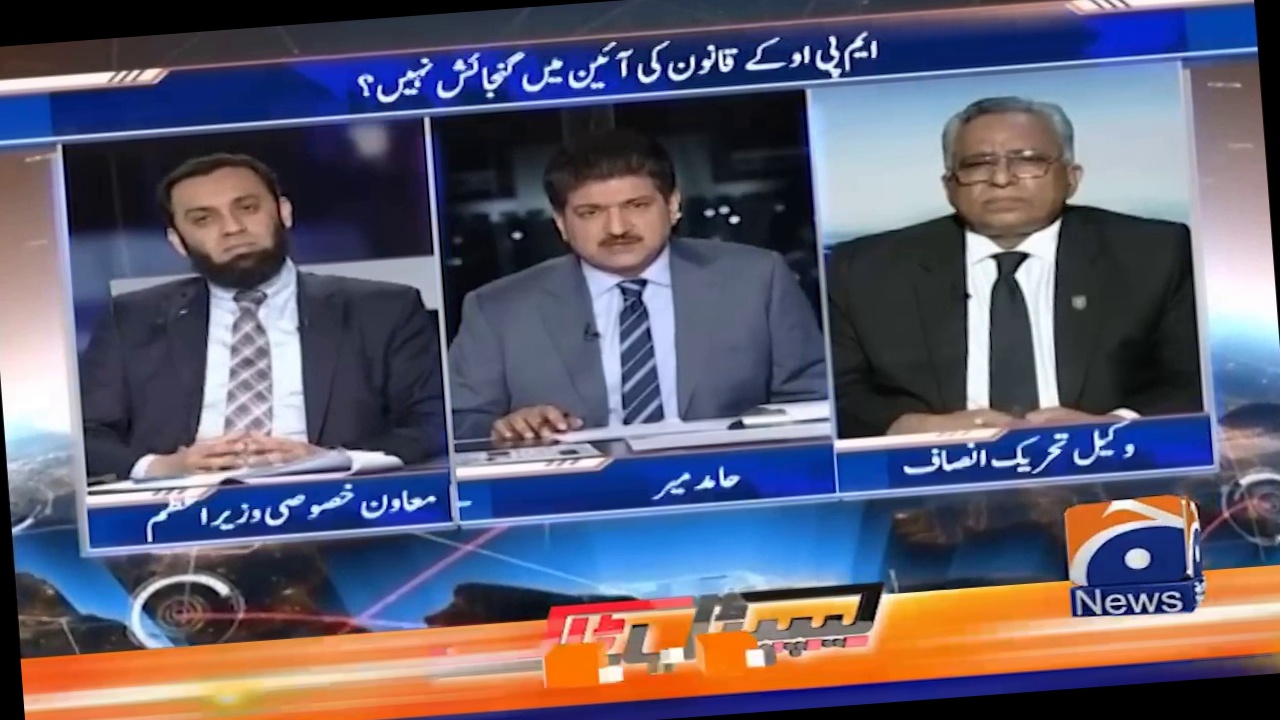 ایم پی او کے قانون کی آئین میں گنجائش نہیں؟
وکیل تحریک انصاف
حامد میر
معاون خصوصی وزیراعظم
News